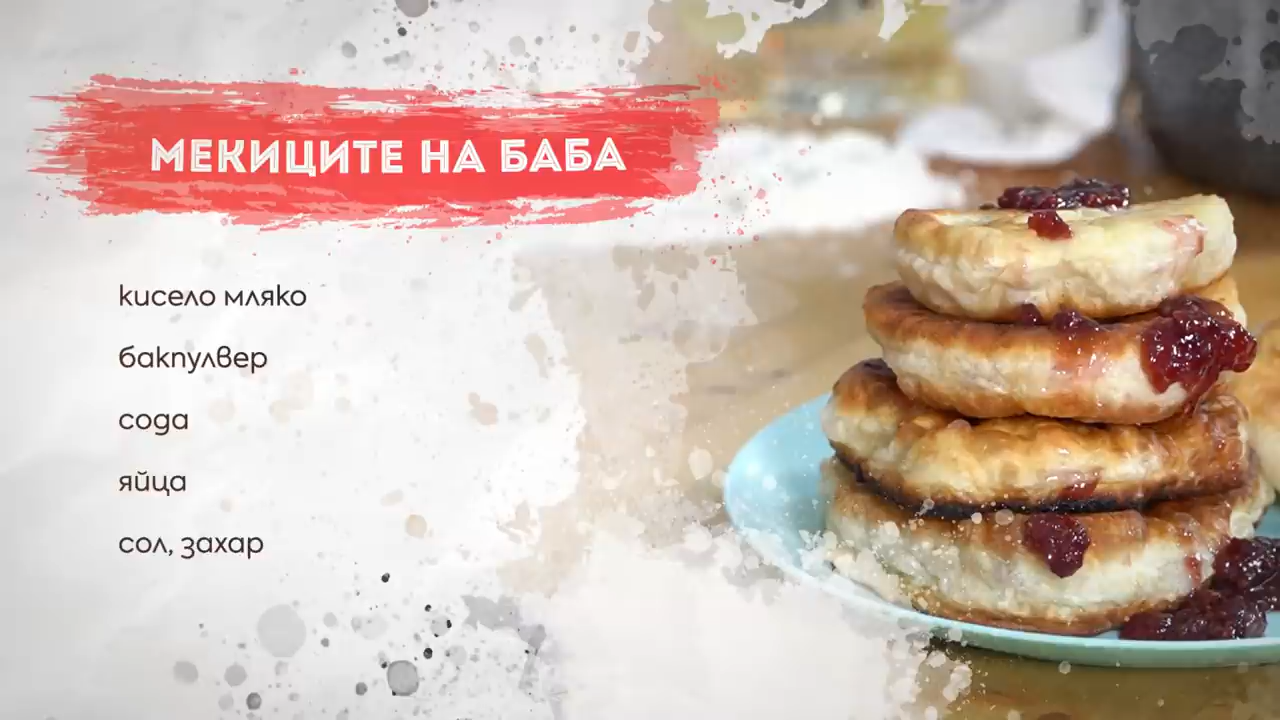 МЕКИЦИТЕ НА БАБА
кисело мляко
бакпулвер
сода
яйца
сол, захар